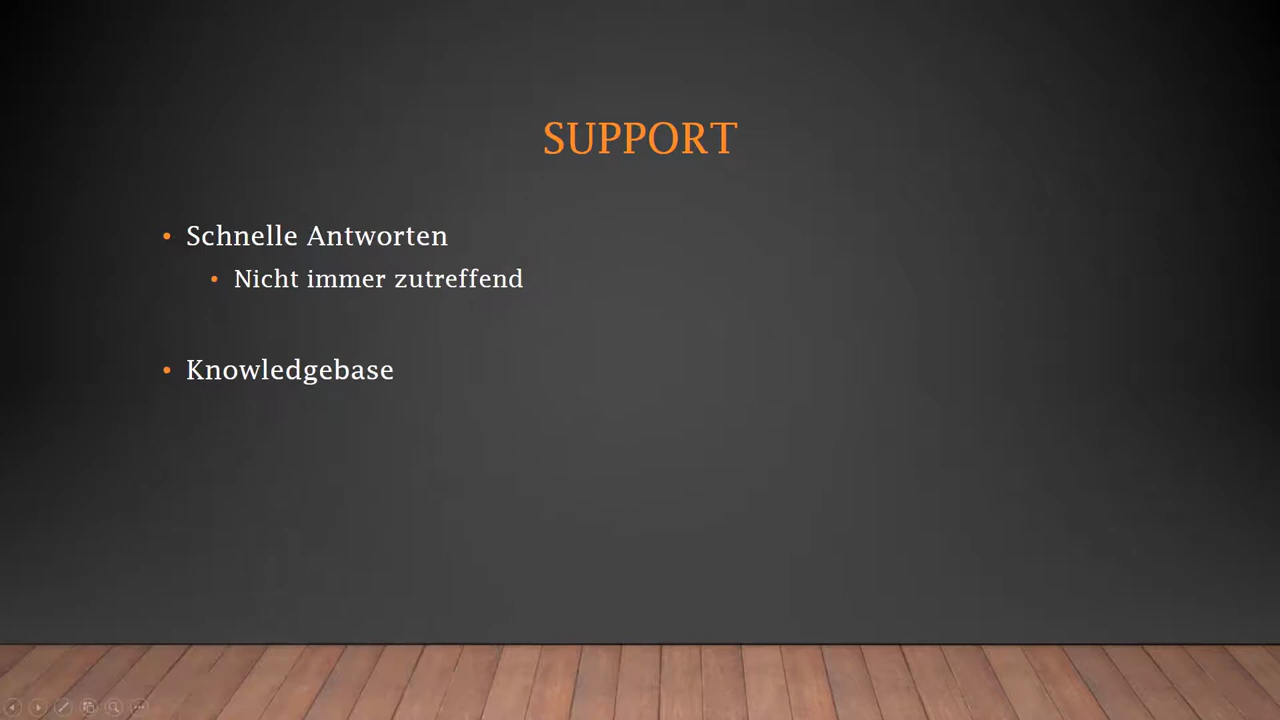 SUPPORT
• Schnelle Antworten
• Nicht immer zutreffend
• Knowledgebase